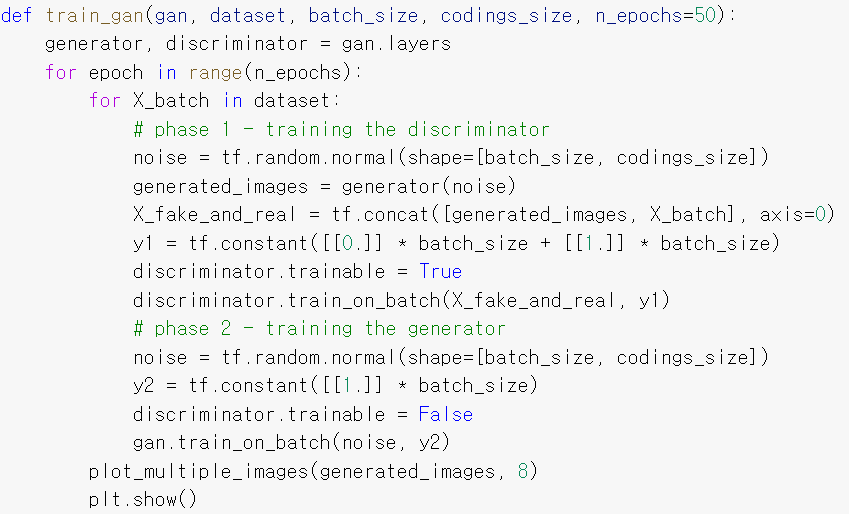 def train_gan(gan, dataset, batch_size, codings_size, n_epochs=50):
    generator, discriminator = gan.layers
    for epoch in range(n_epochs):
        for X_batch in dataset:
            # phase 1 - training the discriminator
            noise = tf.random.normal(shape=[batch_size, codings_size])
            generated_images = generator(noise)
            X_fake_and_real = tf.concat([generated_images, X_batch], axis=0)
            y1 = tf.constant([[0.]] * batch_size + [[1.]] * batch_size)
            discriminator.trainable = True
            discriminator.train_on_batch(X_fake_and_real, y1)
            # phase 2 - training the generator
            noise = tf.random.normal(shape=[batch_size, codings_size])
            y2 = tf.constant([[1.]] * batch_size)
            discriminator.trainable = False
            gan.train_on_batch(noise, y2)
        plot_multiple_images(generated_images, 8)
        plt.show()